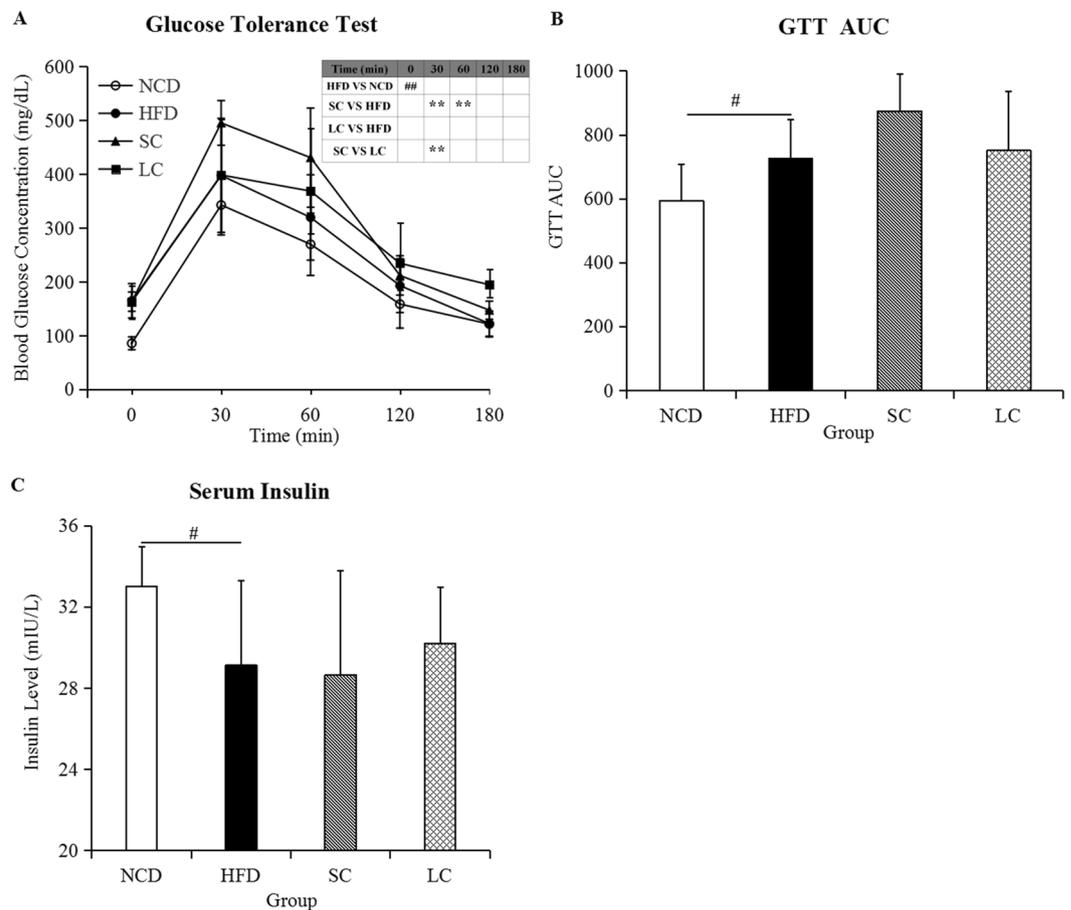 A
Glucose Tolerance Test
Blood Glucose Concentration (mg/dL)
600
500
400
300
200
100
0
NCD
HFD
SC
LC
Time (min) 0 30 60 120 180
HFD VS NCD ##
SC VS HFD ** **
LC VS HFD
SC VS LC **
0 30 60 120 180
Time (min)
B
GTT AUC
GTT AUC
1000
800
600
400
200
0
#
NCD HFD SC LC
Group
C
Serum Insulin
Insulin Level (mIU/L)
36
32
28
24
20
#
NCD HFD SC LC
Group